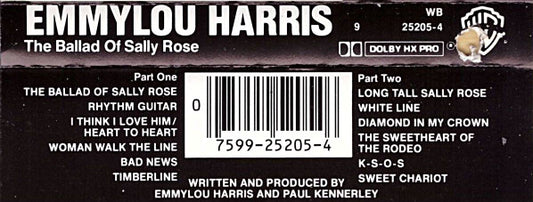 EMMYLOU HARRIS
The Ballad Of Sally Rose
WB
9 25205-4
DOLBY HX PRO
Part One
THE BALLAD OF SALLY ROSE
RHYTHM GUITAR
I THINK I LOVE HIM/
HEART TO HEART
WOMAN WALK THE LINE
BAD NEWS
TIMBERLINE
0
7599-25205-4
Part Two
LONG TALL SALLY ROSE
WHITE LINE
DIAMOND IN MY CROWN
THE SWEETHEART OF
THE RODEO
K-S-O-S
SWEET CHARIOT
WRITTEN AND PRODUCED BY
EMMYLOU HARRIS AND PAUL KENNERLEY